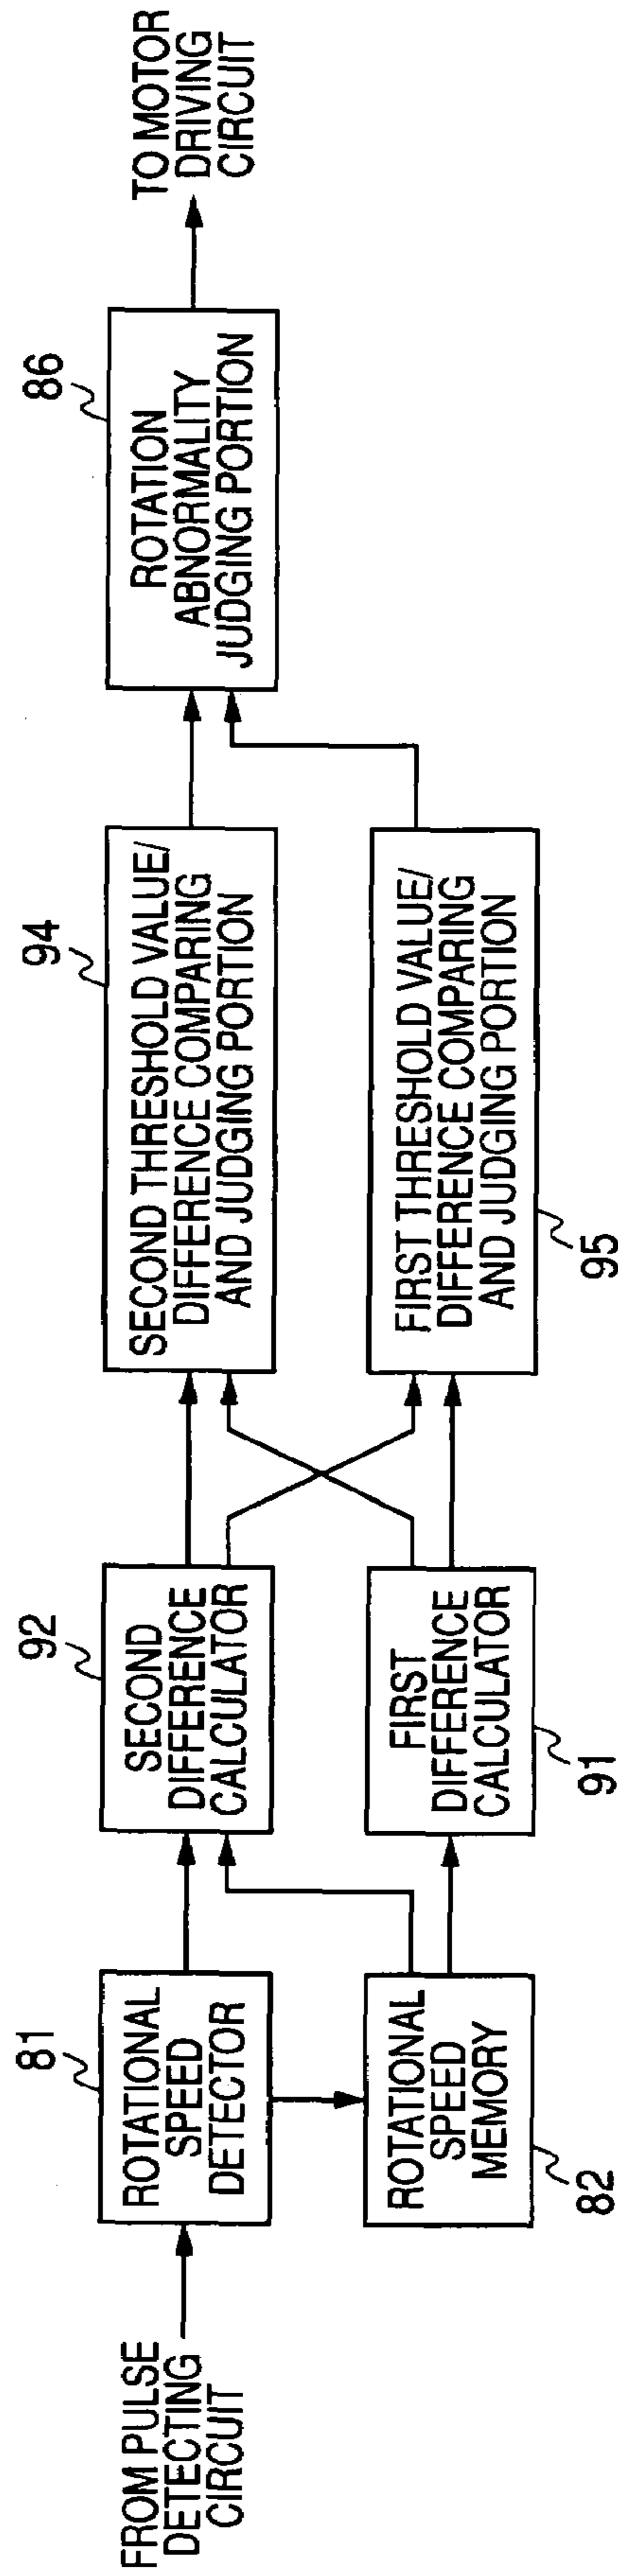 FROM PULSE
DETECTING
CIRCUIT
81
ROTATIONAL
SPEED
DETECTOR
ROTATIONAL
SPEED
MEMORY
82
92
SECOND
DIFFERENCE
CALCULATOR
FIRST
DIFFERENCE
CALCULATOR
91
94
SECOND THRESHOLD VALUE/
DIFFERENCE COMPARING
AND JUDGING PORTION
FIRST THRESHOLD VALUE/
DIFFERENCE COMPARING
AND JUDGING PORTION
95
86
ROTATION
ABNORMALITY
JUDGING PORTION
TO MOTOR
DRIVING
CIRCUIT